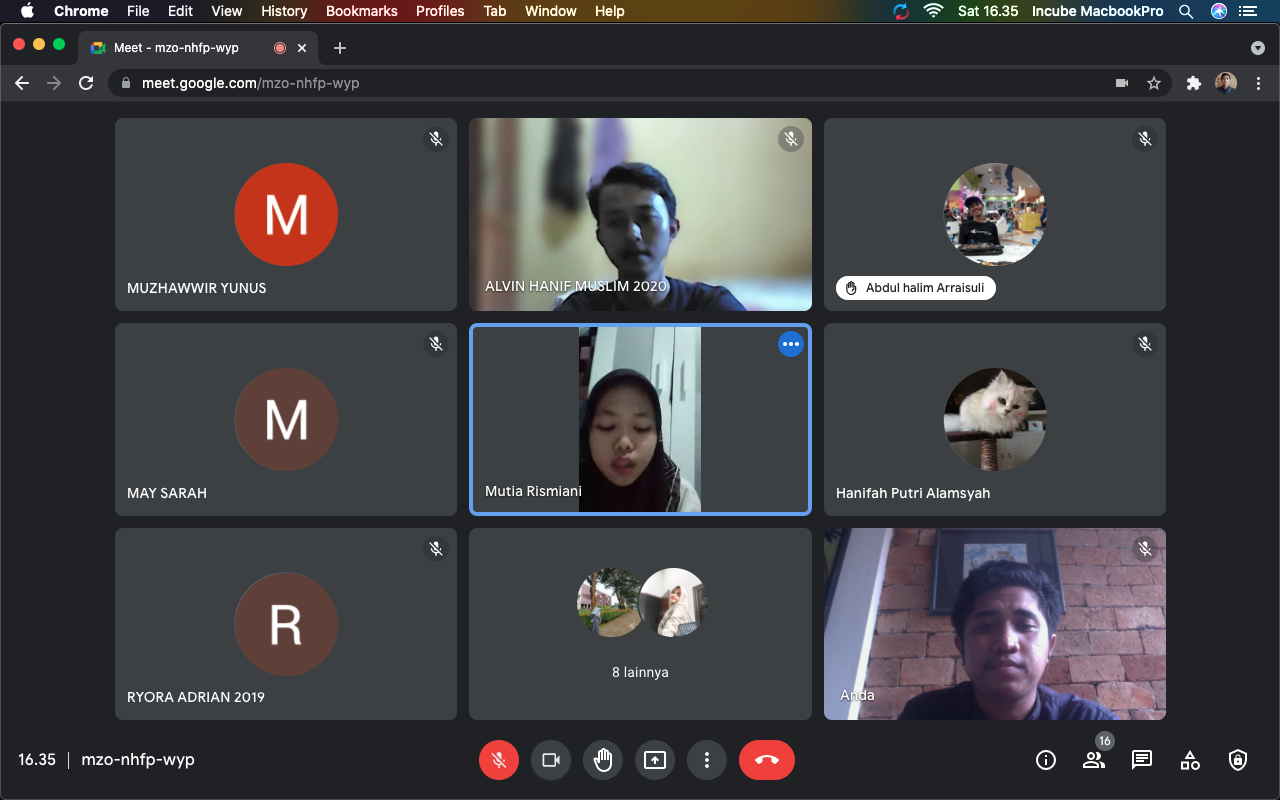 Chrome File Edit View History Bookmarks Profiles Tab Window Help Sat 16.35 Incube MacbookPro
Meet - mzo-nhfp-wyp
meet.google.com/mzo-nhfp-wyp
M
MUZHAWWIR YUNUS
ALVIN HANIF MUSLIM 2020
Abdul halim Arraisuli
M
MAY SARAH
Mutia Rismiani
Hanifah Putri Alamsyah
R
RYORA ADRIAN 2019
8 lainnya
Anda
16.35 | mzo-nhfp-wyp
16